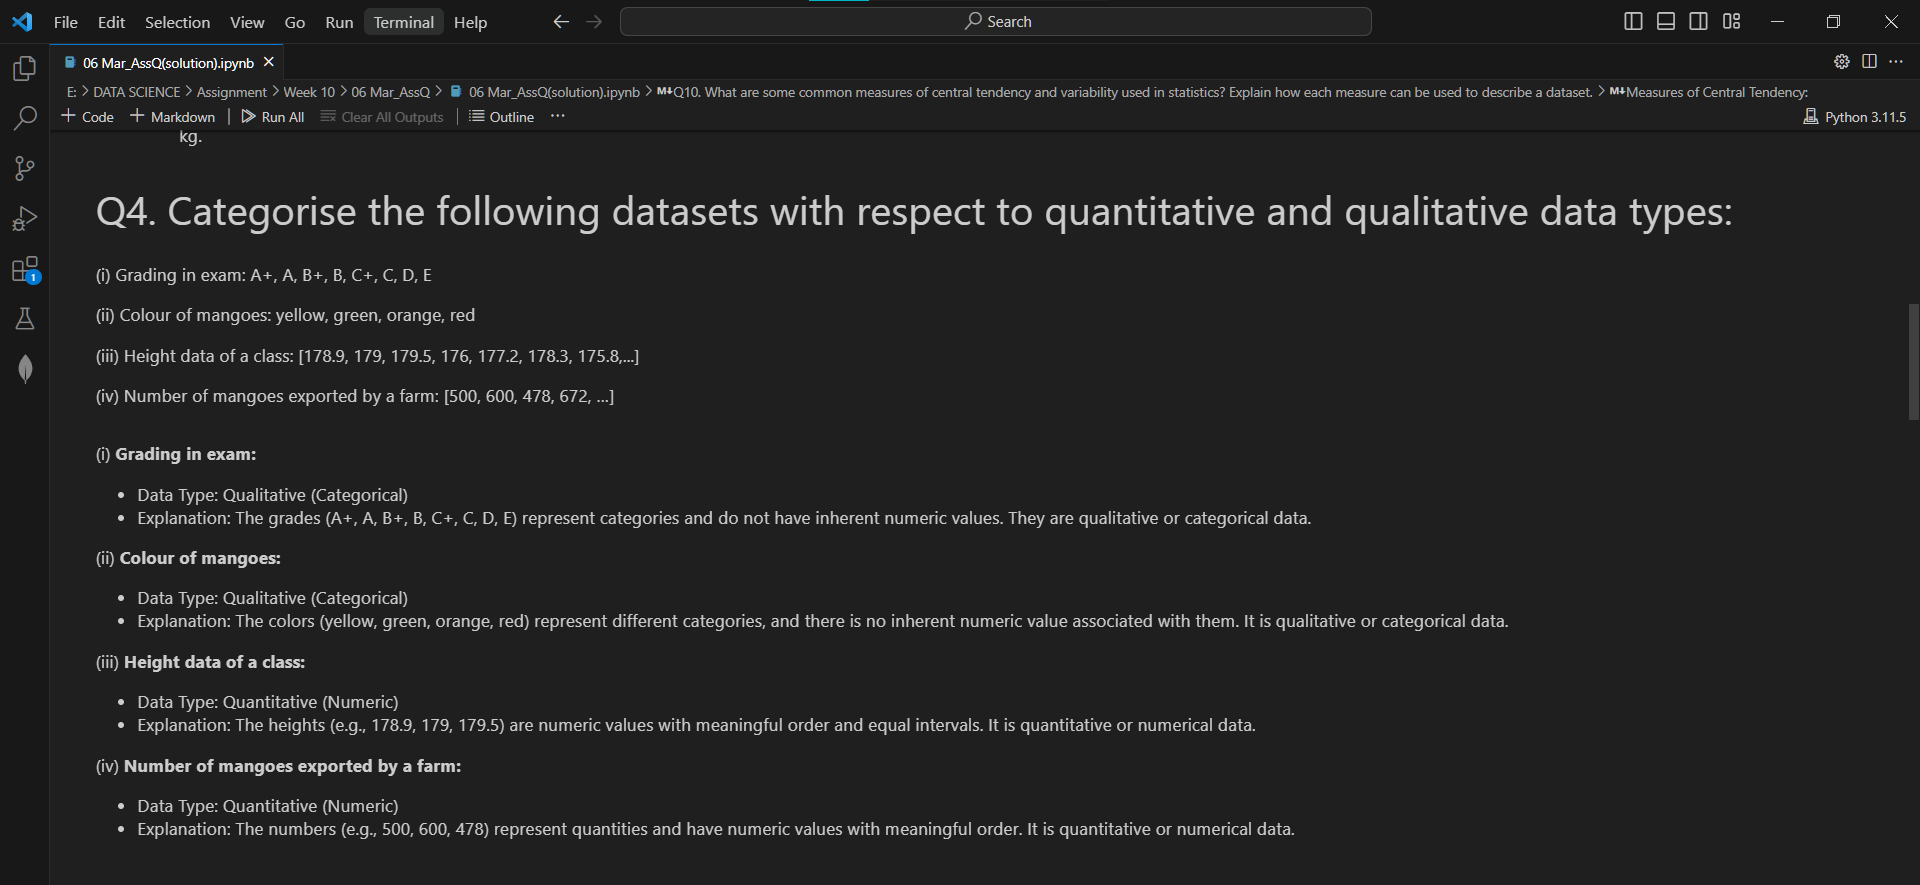 File Edit Selection View Go Run Terminal Help Search
06 Mar_AssQ(solution).ipynb
E: > DATA SCIENCE > Assignment > Week 10 > 06 Mar_AssQ > 06 Mar_AssQ(solution).ipynb > M↓Q10. What are some common measures of central tendency and variability used in statistics? Explain how each measure can be used to describe a dataset. > M↓Measures of Central Tendency:
+ Code + Markdown | Run All Clear All Outputs | Outline ... Python 3.11.5
kg.
Q4. Categorise the following datasets with respect to quantitative and qualitative data types:
(i) Grading in exam: A+, A, B+, B, C+, C, D, E
(ii) Colour of mangoes: yellow, green, orange, red
(iii) Height data of a class: [178.9, 179, 179.5, 176, 177.2, 178.3, 175.8,...]
(iv) Number of mangoes exported by a farm: [500, 600, 478, 672, ...]
1
(i) Grading in exam:
• Data Type: Qualitative (Categorical)
• Explanation: The grades (A+, A, B+, B, C+, C, D, E) represent categories and do not have inherent numeric values. They are qualitative or categorical data.
(ii) Colour of mangoes:
• Data Type: Qualitative (Categorical)
• Explanation: The colors (yellow, green, orange, red) represent different categories, and there is no inherent numeric value associated with them. It is qualitative or categorical data.
(iii) Height data of a class:
• Data Type: Quantitative (Numeric)
• Explanation: The heights (e.g., 178.9, 179, 179.5) are numeric values with meaningful order and equal intervals. It is quantitative or numerical data.
(iv) Number of mangoes exported by a farm:
• Data Type: Quantitative (Numeric)
• Explanation: The numbers (e.g., 500, 600, 478) represent quantities and have numeric values with meaningful order. It is quantitative or numerical data.